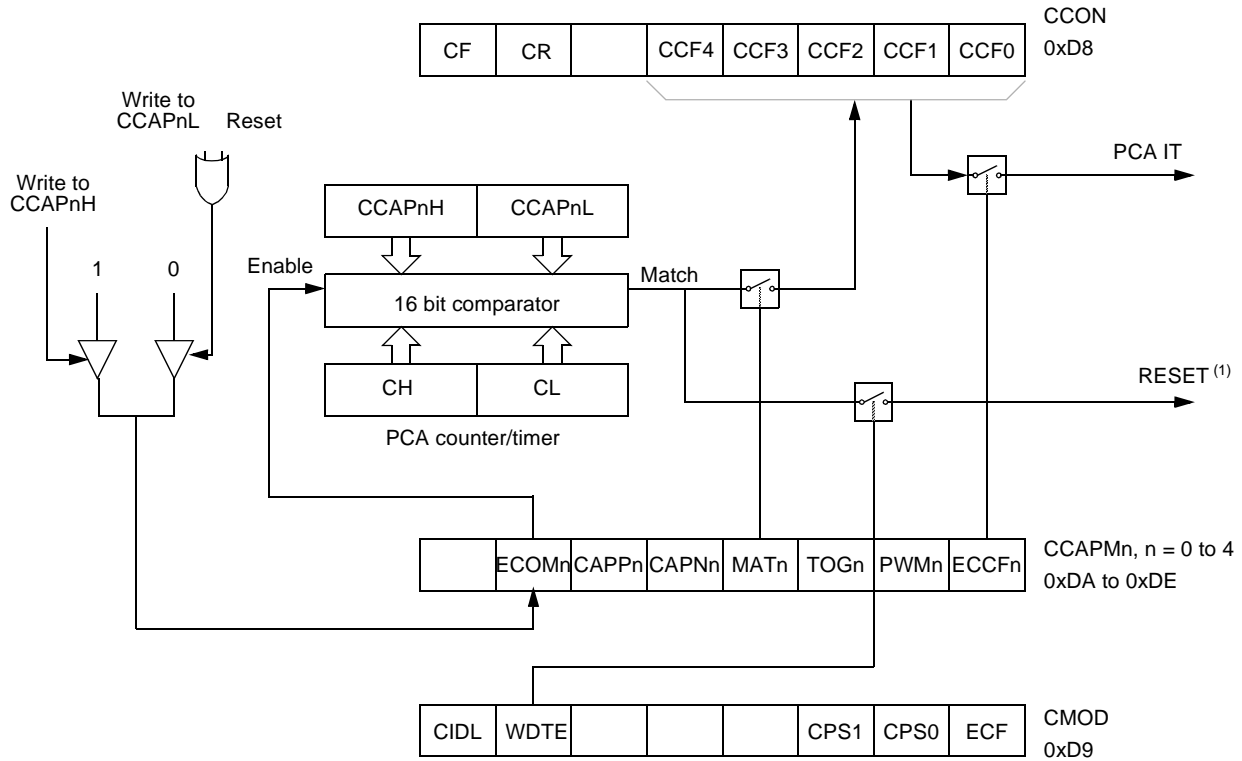 CCON
0xD8
CF CR CCF4 CCF3 CCF2 CCF1 CCF0
Write to
CCAPnL Reset
PCA IT
Write to
CCAPnH
CCAPnH CCAPnL
1 0
Enable
Match
16 bit comparator
RESET (1)
CH CL
PCA counter/timer
ECOMn CAPPn CAPNn MATn TOGn PWMn ECCFn
CCAPMn, n = 0 to 4
0xDA to 0xDE
CIDL WDTE CPS1 CPS0 ECF
CMOD
0xD9